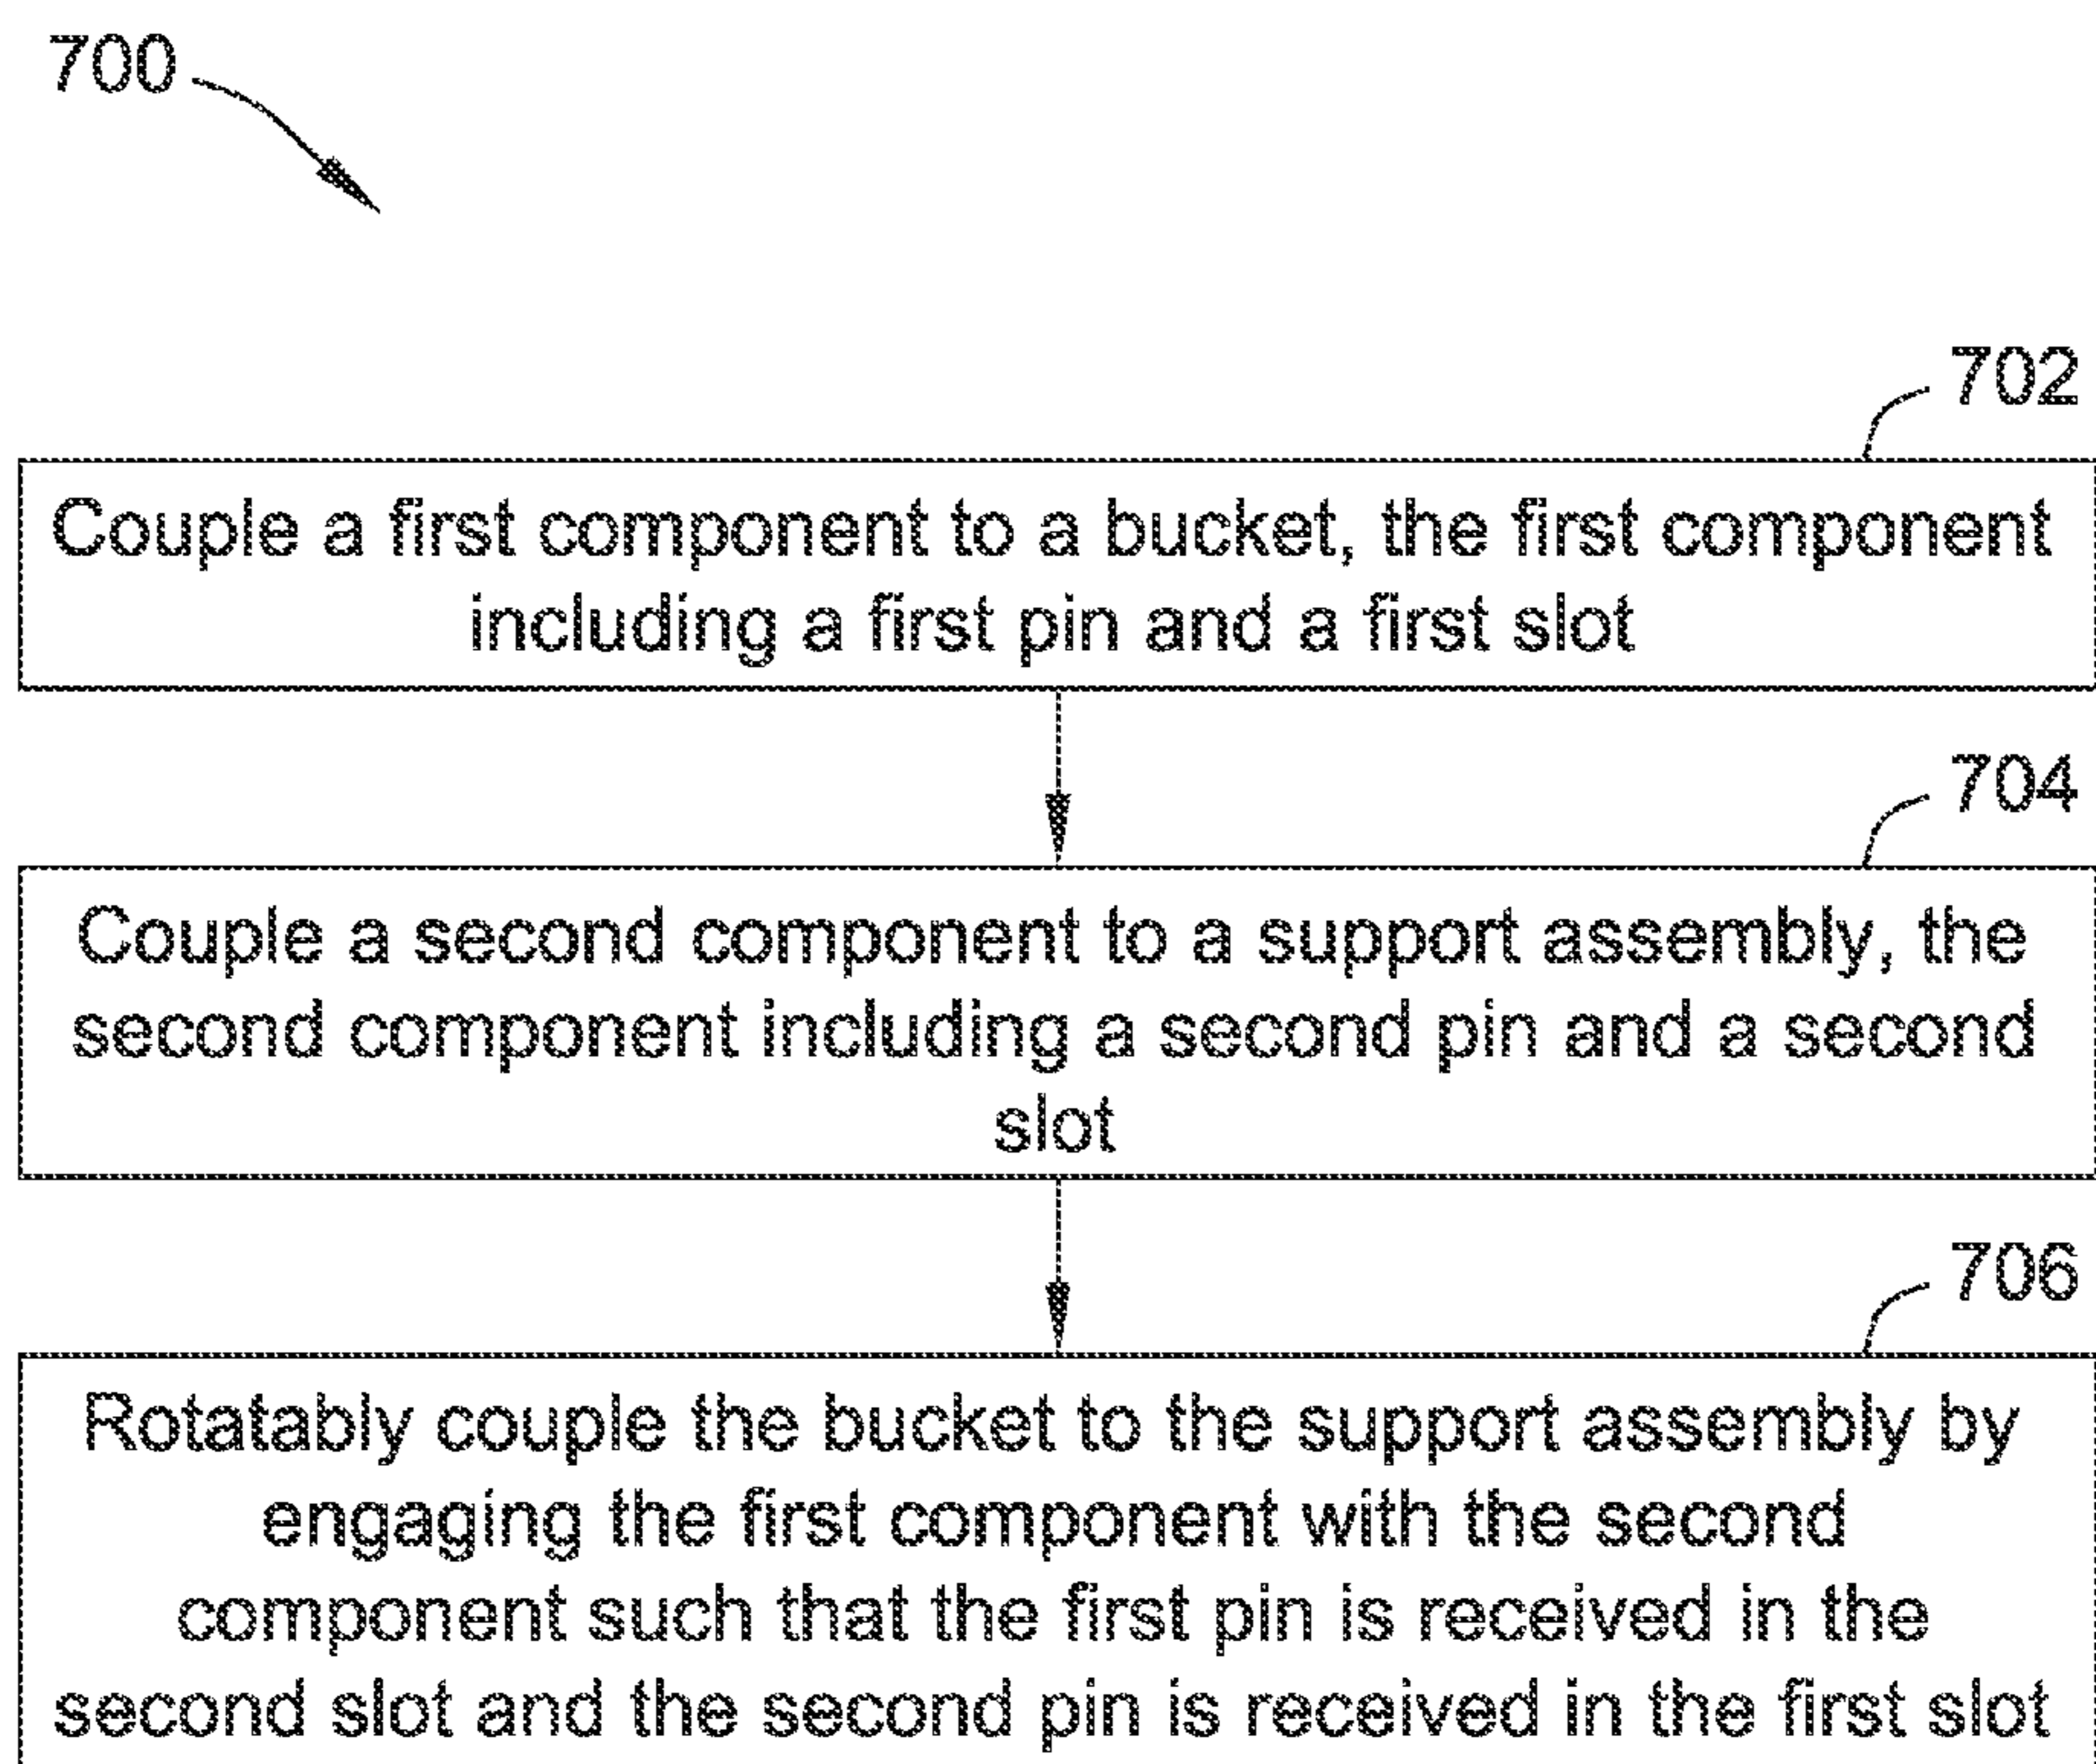 700
702
Couple a first component to a bucket, the first component
including a first pin and a first slot
704
Couple a second component to a support assembly, the
second component including a second pin and a second
slot
706
Rotatably couple the bucket to the support assembly by
engaging the first component with the second
component such that the first pin is received in the
second slot and the second pin is received in the first slot